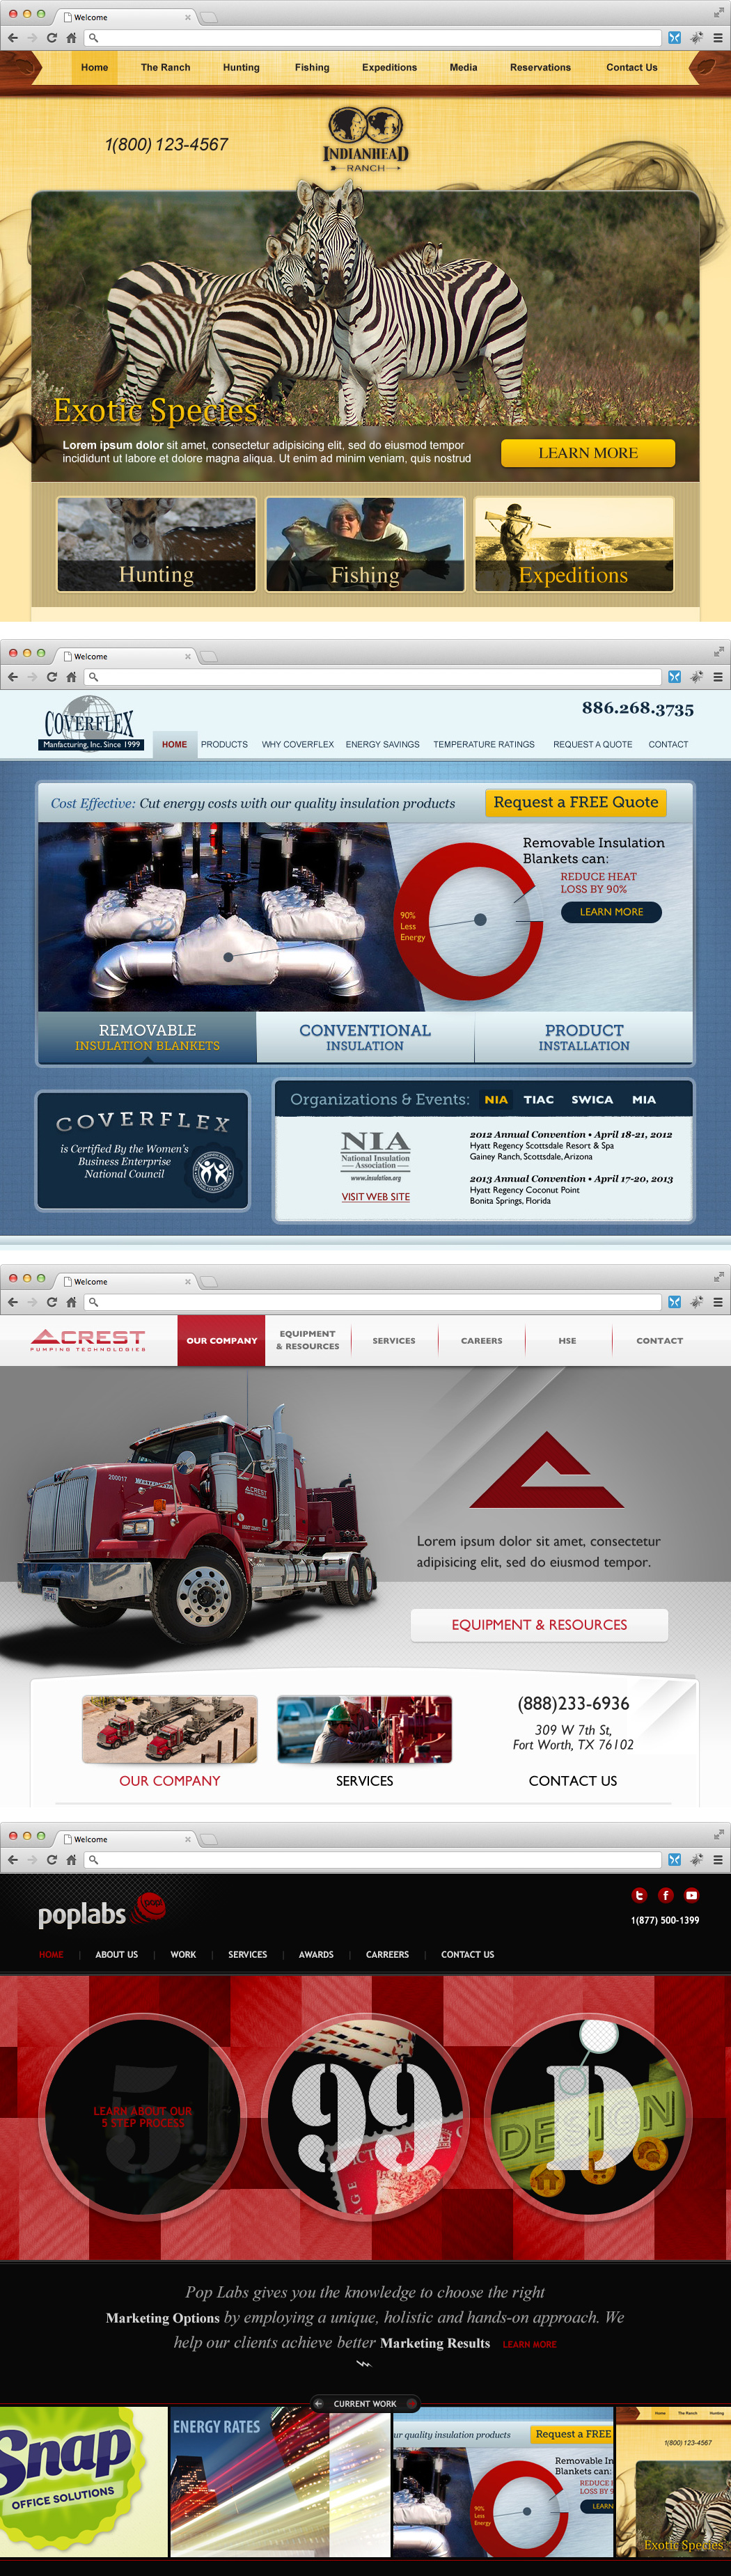 Welcome
Home The Ranch Hunting Fishing Expeditions Media Reservations Contact Us
1(800) 123-4567
INDIANHEAD
RANCH
Exotic Species
Lorem ipsum dolor sit amet, consectetur adipisicing elit, sed do eiusmod tempor
incididunt ut labore et dolore magna aliqua. Ut enim ad minim veniam, quis nostrud
LEARN MORE
Hunting Fishing Expeditions
Welcome
COVERFLEX
Manfacturing, Inc. Since 1999
886.268.3735
HOME PRODUCTS WHY COVERFLEX ENERGY SAVINGS TEMPERATURE RATINGS REQUEST A QUOTE CONTACT
Cost Effective: Cut energy costs with our quality insulation products
Request a FREE Quote
Removable Insulation
Blankets can:
REDUCE HEAT
LOSS BY 90%
LEARN MORE
90%
Less
Energy
REMOVABLE
INSULATION BLANKETS
CONVENTIONAL
INSULATION
PRODUCT
INSTALLATION
COVERFLEX
is Certified By the Women's
Business Enterprise
National Council
Organizations & Events: NIA TIAC SWICA MIA
NIA
National Insulation
Association
www.insulation.org
VISIT WEB SITE
2012 Annual Convention • April 18-21, 2012
Hyatt Regency Scottsdale Resort & Spa
Gainey Ranch, Scottsdale, Arizona
2013 Annual Convention • April 17-20, 2013
Hyatt Regency Coconut Point
Bonita Springs, Florida
Welcome
ACREST
PUMPING TECHNOLOGIES
OUR COMPANY
EQUIPMENT
& RESOURCES
SERVICES CAREERS HSE CONTACT
200017
ACREST
Lorem ipsum dolor sit amet, consectetur
adipisicing elit, sed do eiusmod tempor.
EQUIPMENT & RESOURCES
(888)233-6936
309 W 7th St,
Fort Worth, TX 76102
OUR COMPANY SERVICES CONTACT US
Welcome
poplabs
pop!
1(877) 500-1399
HOME ABOUT US WORK SERVICES AWARDS CARREERS CONTACT US
5
LEARN ABOUT OUR
5 STEP PROCESS
99
D
DESIGN
Pop Labs gives you the knowledge to choose the right
Marketing Options by employing a unique, holistic and hands-on approach. We
help our clients achieve better Marketing Results LEARN MORE
CURRENT WORK
Snap
OFFICE SOLUTIONS
ENERGY RATES
ur quality insulation products
Request a FREE
Removable In
Blankets can:
REDUCE
LOSS BY 9
LEARN
90%
Less
Energy
Home The Ranch Hunting
1(800) 123-4567
Exotic Species